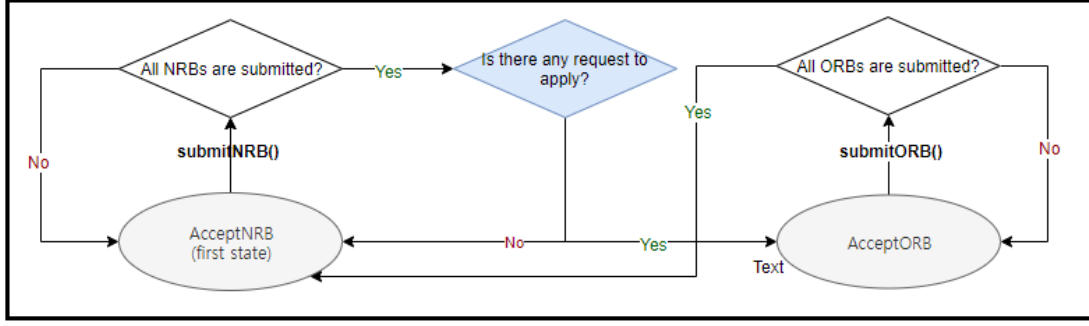 All NRBs are submitted?
Yes
Is there any request to
apply?
All ORBs are submitted?
Yes
No
submitNRB()
submitORB()
No
AcceptNRB
(first state)
No
Yes
AcceptORB
Text